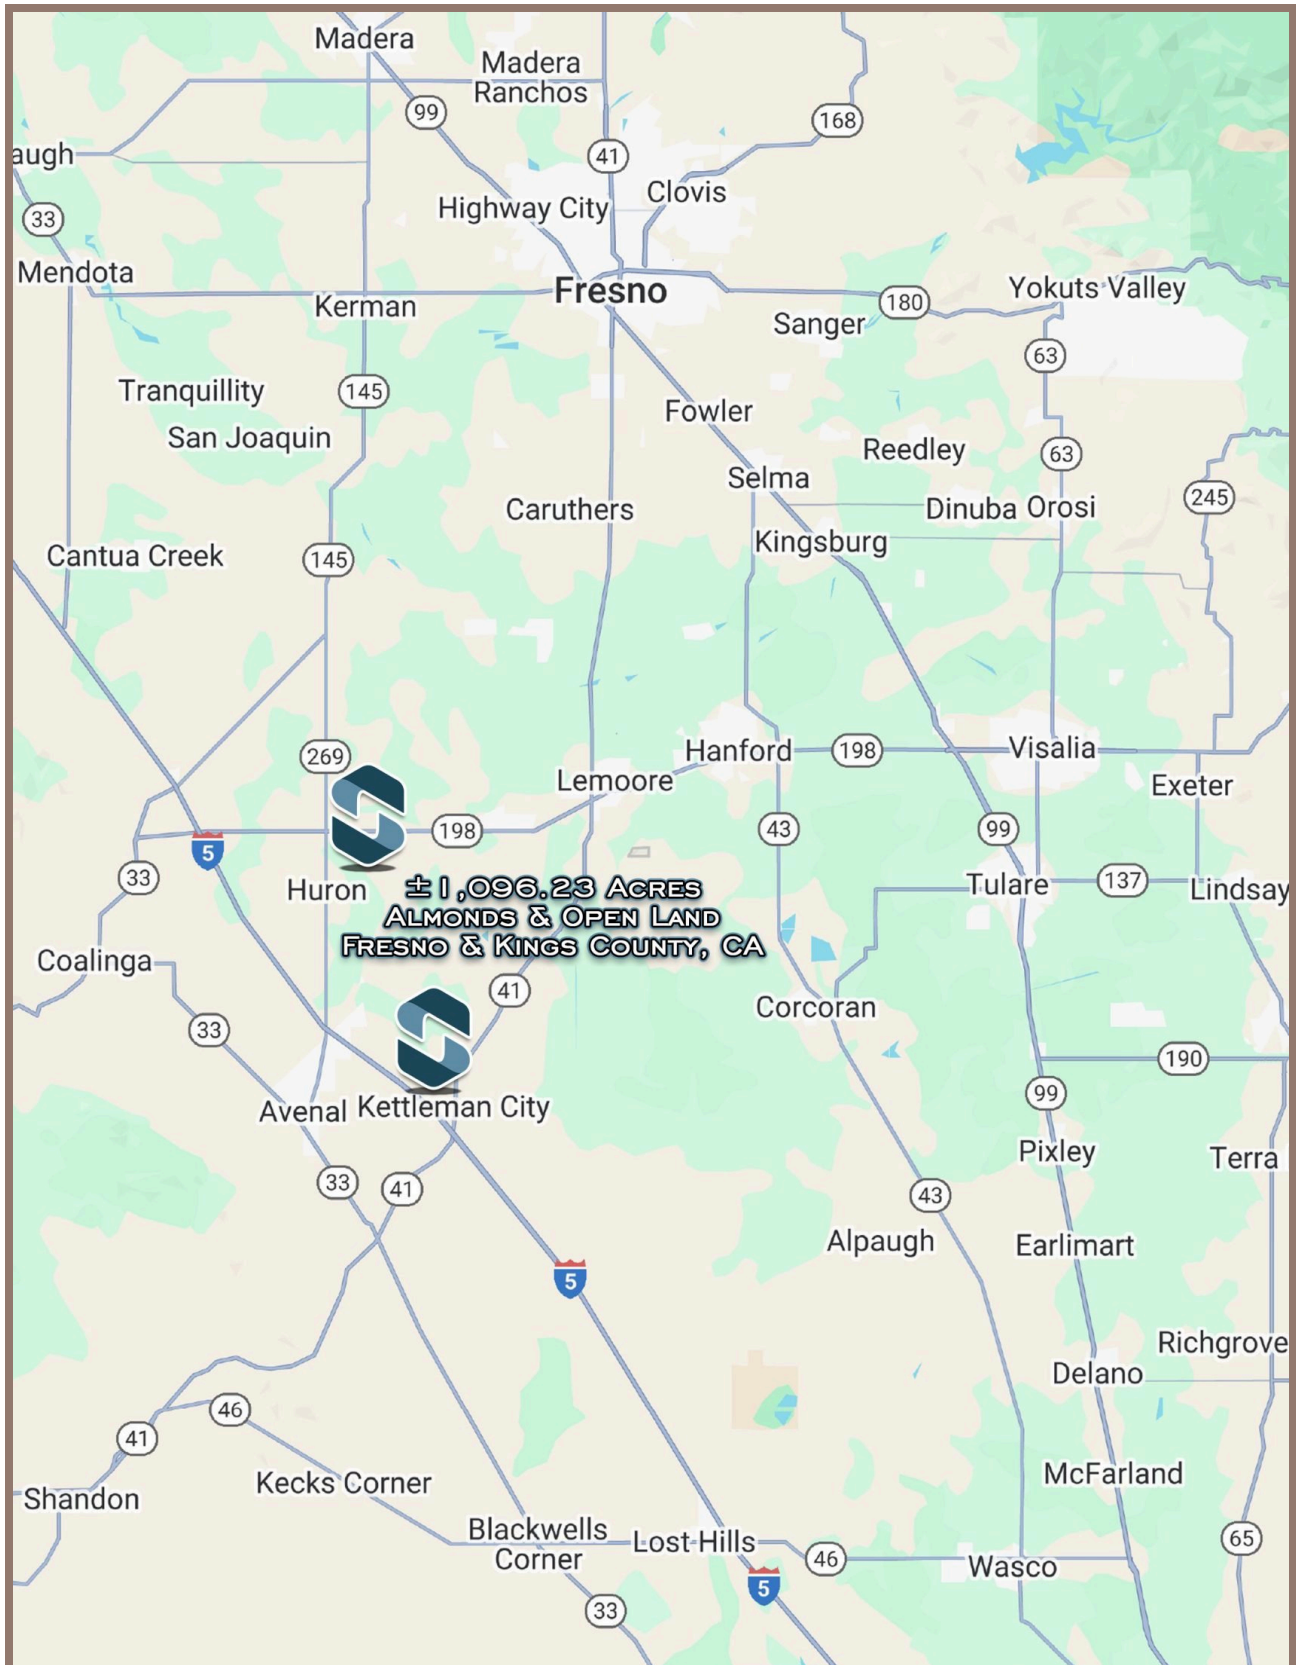 Madera
Madera
Ranchos
99
168
41
augh
Clovis
Highway City
33
Mendota
Fresno
Yokuts Valley
180
Kerman
Sanger
63
145
Tranquillity
Fowler
San Joaquin
Reedley
63
Selma
245
Caruthers
Dinuba
Orosi
Kingsburg
Cantua Creek
145
269
Hanford
198
Visalia
Lemoore
Exeter
198
43
99
5
33
Huron
Tulare
137
Lindsay
±1,096.23 Acres
Almonds & Open Land
Fresno & Kings County, CA
Coalinga
41
Corcoran
33
190
99
Avenal
Kettleman City
Pixley
Terra
33
41
43
Alpaugh
Earlimart
5
Richgrove
Delano
46
41
McFarland
Kecks Corner
Shandon
Blackwells
Corner
Lost Hills
65
46
Wasco
5
33